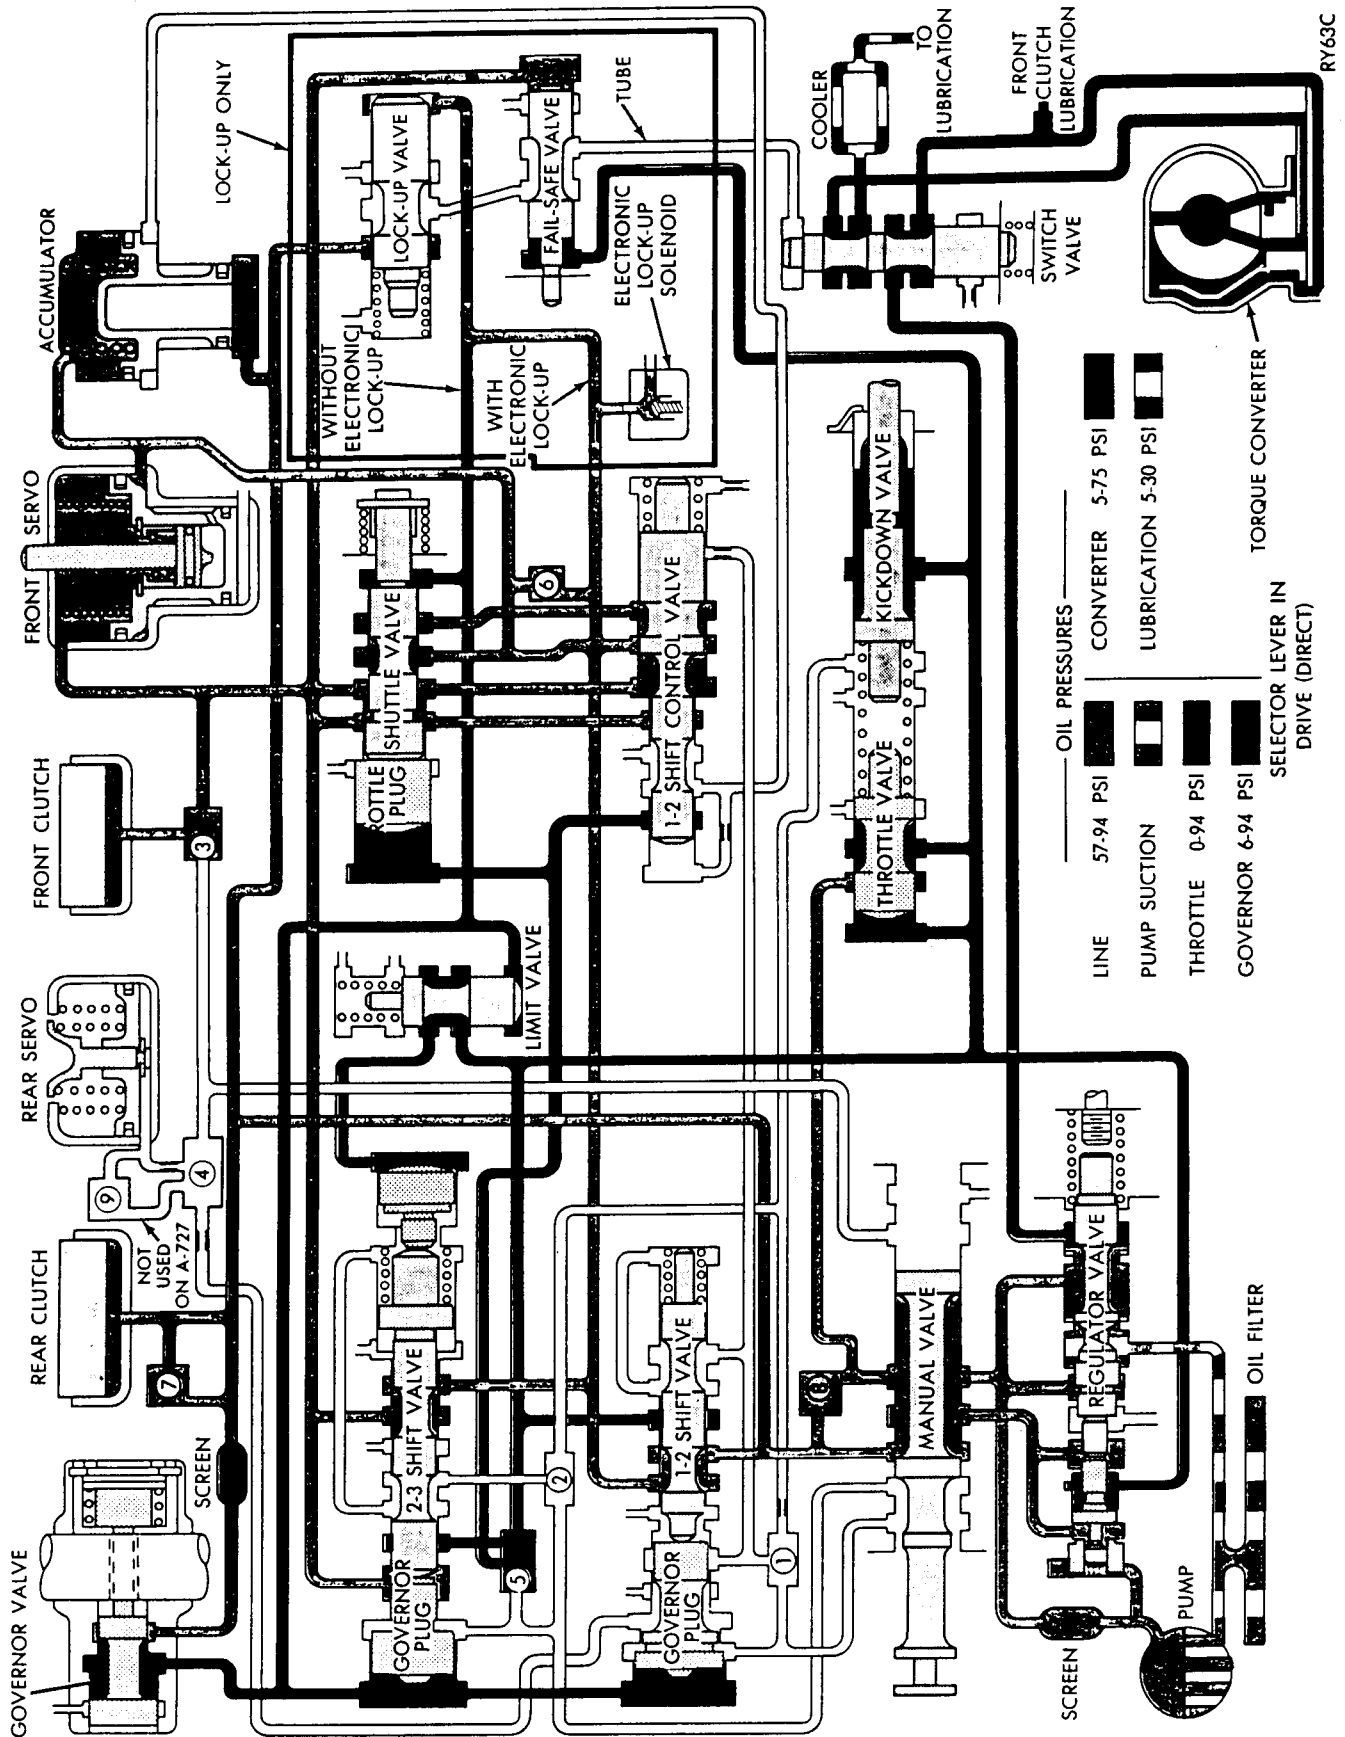 GOVERNOR VALVE
REAR CLUTCH
REAR SERVO
FRONT CLUTCH
FRONT SERVO
ACCUMULATOR
SCREEN
7
9
4
NOT
USED
ON A-727
3
LOCK-UP ONLY
GOVERNOR
PLUG
2-3 SHIFT VALVE
LIMIT VALVE
ROTTLE
PLUG
SHUTTLE VALVE
WITHOUT
ELECTRONIC
LOCK-UP
LOCK-UP VALVE
5
2
6
WITH
ELECTRONIC
LOCK-UP
FAIL-SAFE VALVE
TUBE
ELECTRONIC
LOCK-UP
SOLENOID
GOVERNOR
PLUG
1-2 SHIFT VALVE
1-2 SHIFT CONTROL VALVE
1
8
THROTTLE VALVE
KICKDOWN VALVE
COOLER
TO
LUBRICATION
MANUAL VALVE
SWITCH
VALVE
FRONT
CLUTCH
LUBRICATION
SCREEN
REGULATOR VALVE
PUMP
OIL FILTER
OIL PRESSURES
LINE 57-94 PSI
PUMP SUCTION
THROTTLE 0-94 PSI
GOVERNOR 6-94 PSI
CONVERTER 5-75 PSI
LUBRICATION 5-30 PSI
SELECTOR LEVER IN
DRIVE (DIRECT)
TORQUE CONVERTER
RY63C